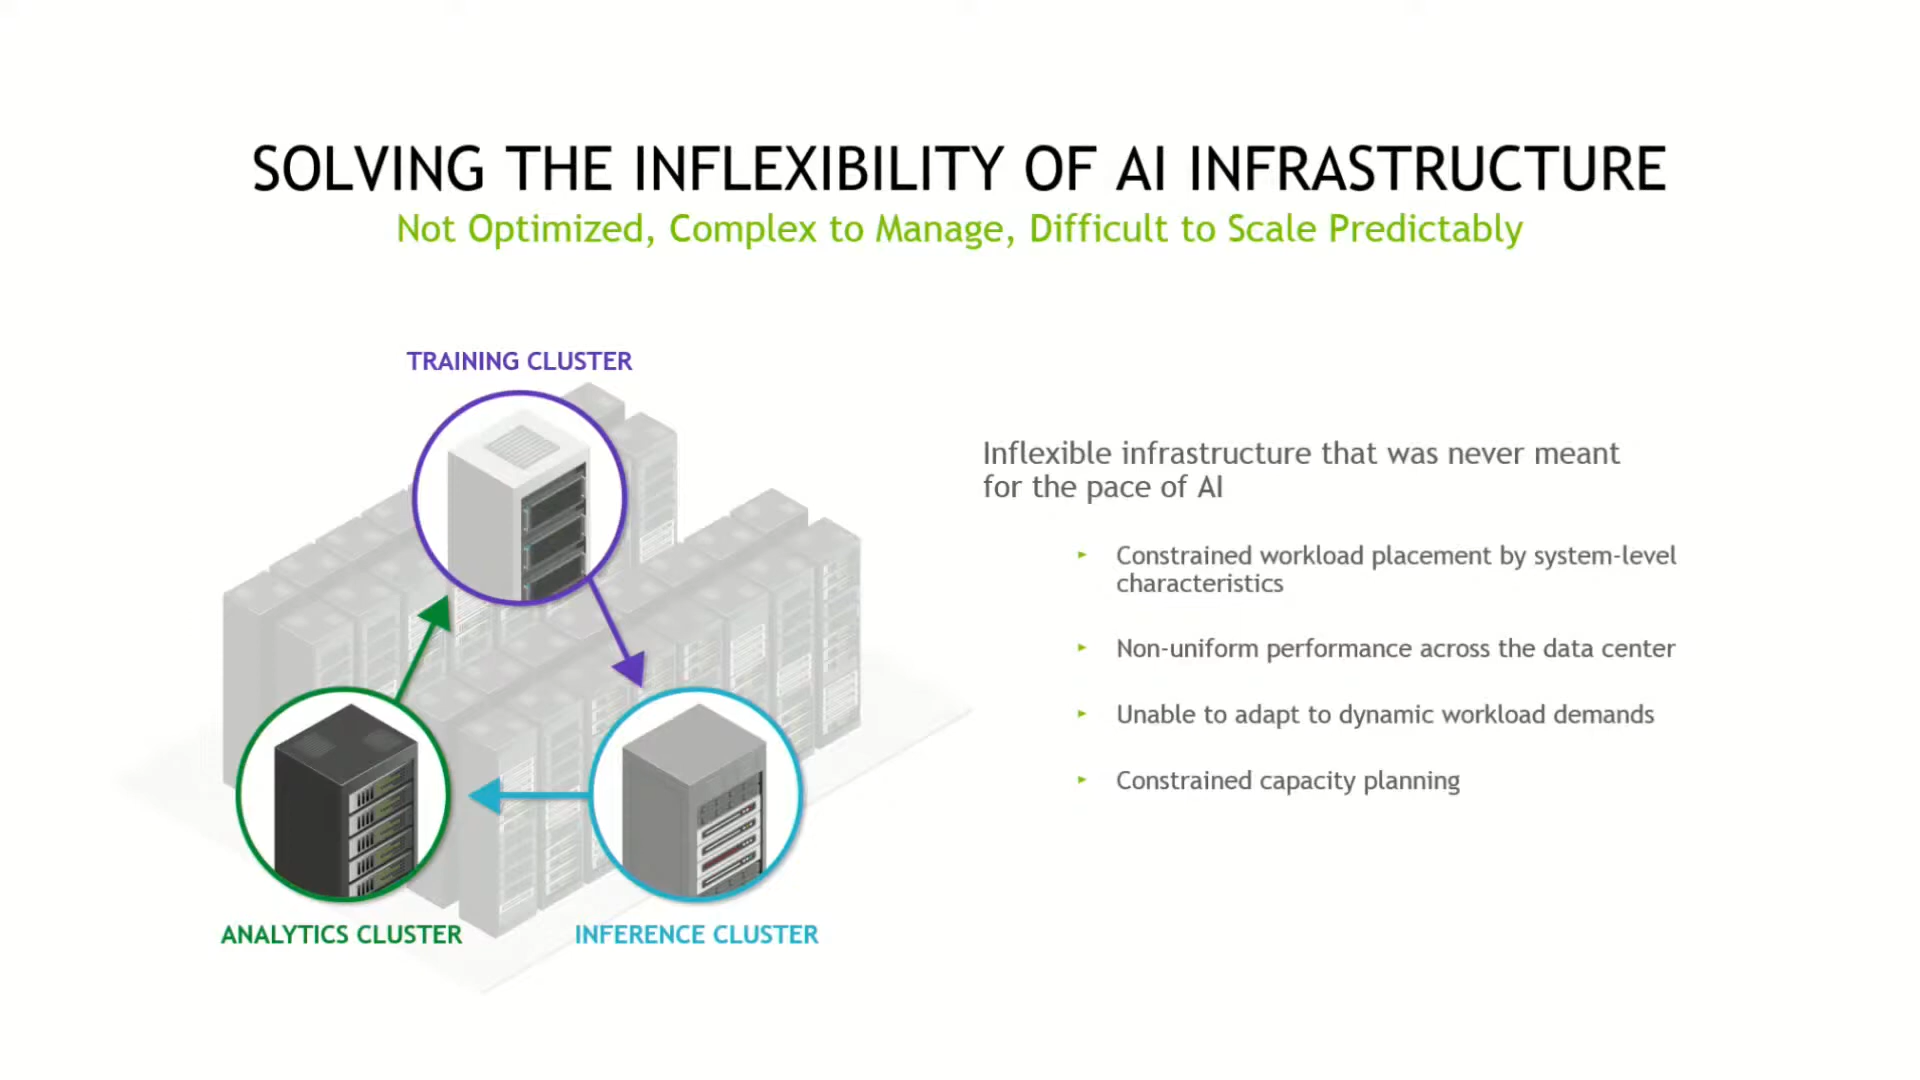 SOLVING THE INFLEXIBILITY OF AI INFRASTRUCTURE
Not Optimized, Complex to Manage, Difficult to Scale Predictably
TRAINING CLUSTER
ANALYTICS CLUSTER
INFERENCE CLUSTER
Inflexible infrastructure that was never meant
for the pace of AI
‣ Constrained workload placement by system-level
characteristics
‣ Non-uniform performance across the data center
‣ Unable to adapt to dynamic workload demands
‣ Constrained capacity planning